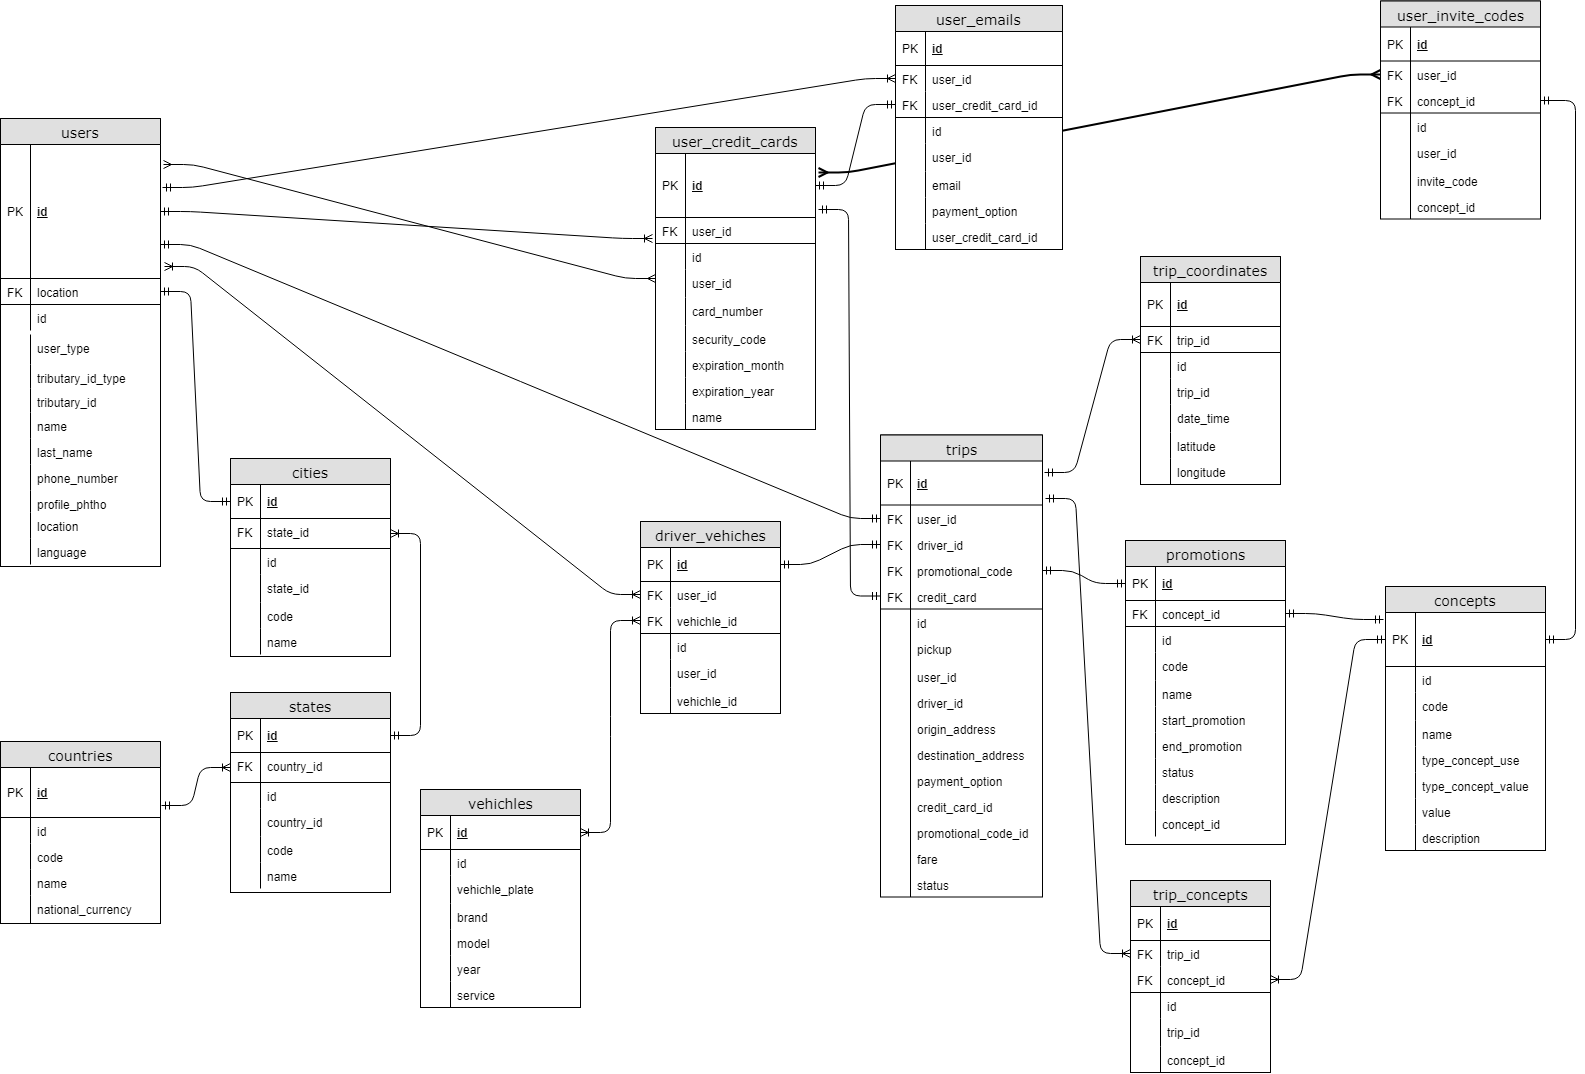 user_emails
PK id
FK user_id
FK user_credit_card_id
id
user_id
email
payment_option
user_credit_card_id
user_invite_codes
PK id
FK user_id
FK concept_id
id
user_id
invite_code
concept_id
users
PK id
FK location
id
user_type
tributary_id_type
tributary_id
name
last_name
phone_number
profile_phtho
location
language
user_credit_cards
PK id
FK user_id
id
user_id
card_number
security_code
expiration_month
expiration_year
name
trip_coordinates
PK id
FK trip_id
id
trip_id
date_time
latitude
longitude
cities
PK id
FK state_id
id
state_id
code
name
driver_vehiches
PK id
FK user_id
FK vehichle_id
id
user_id
vehichle_id
trips
PK id
FK user_id
FK driver_id
FK promotional_code
FK credit_card
id
pickup
user_id
driver_id
origin_address
destination_address
payment_option
credit_card_id
promotional_code_id
fare
status
promotions
PK id
FK concept_id
id
code
name
start_promotion
end_promotion
status
description
concept_id
concepts
PK id
id
code
name
type_concept_use
type_concept_value
value
description
states
PK id
FK country_id
id
country_id
code
name
countries
PK id
id
code
name
national_currency
vehichles
PK id
id
vehichle_plate
brand
model
year
service
trip_concepts
PK id
FK trip_id
FK concept_id
id
trip_id
concept_id